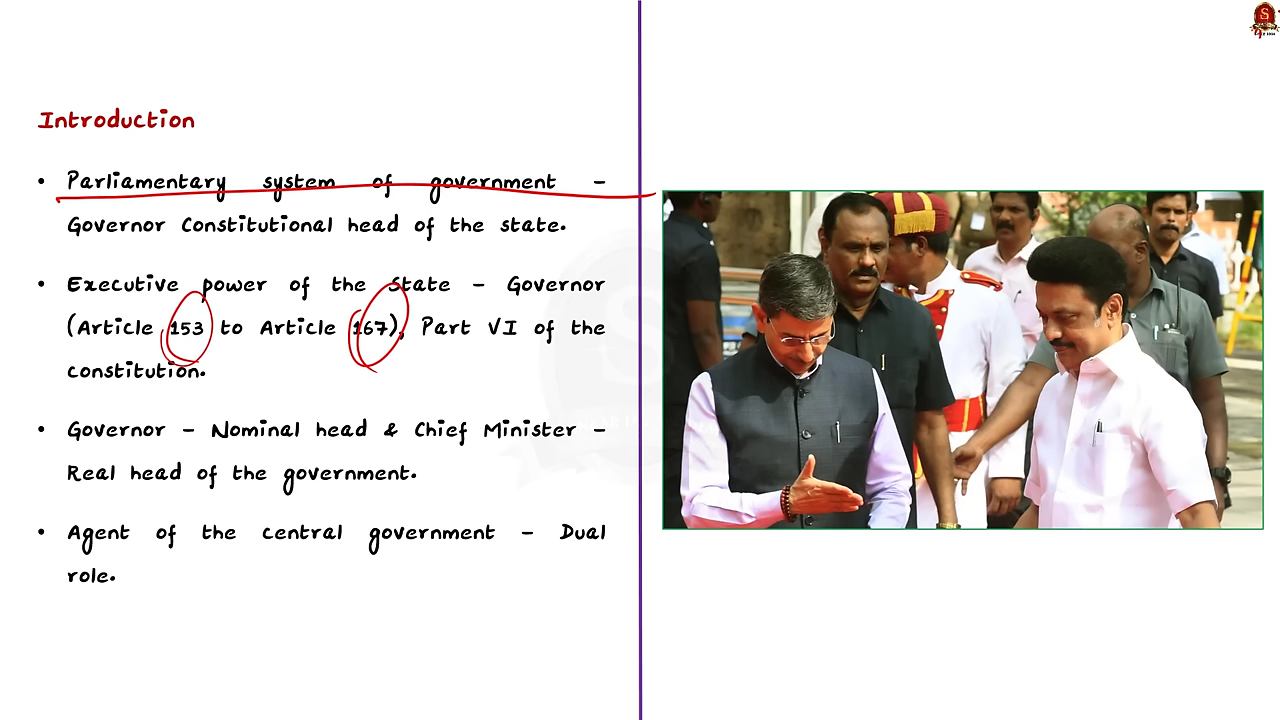 Introduction
• Parliamentary system of government –
Governor Constitutional head of the state.
• Executive power of the state – Governor
(Article 153 to Article 167), Part VI of the
constitution.
• Governor – Nominal head & Chief Minister –
Real head of the government.
• Agent of the central government – Dual
role.